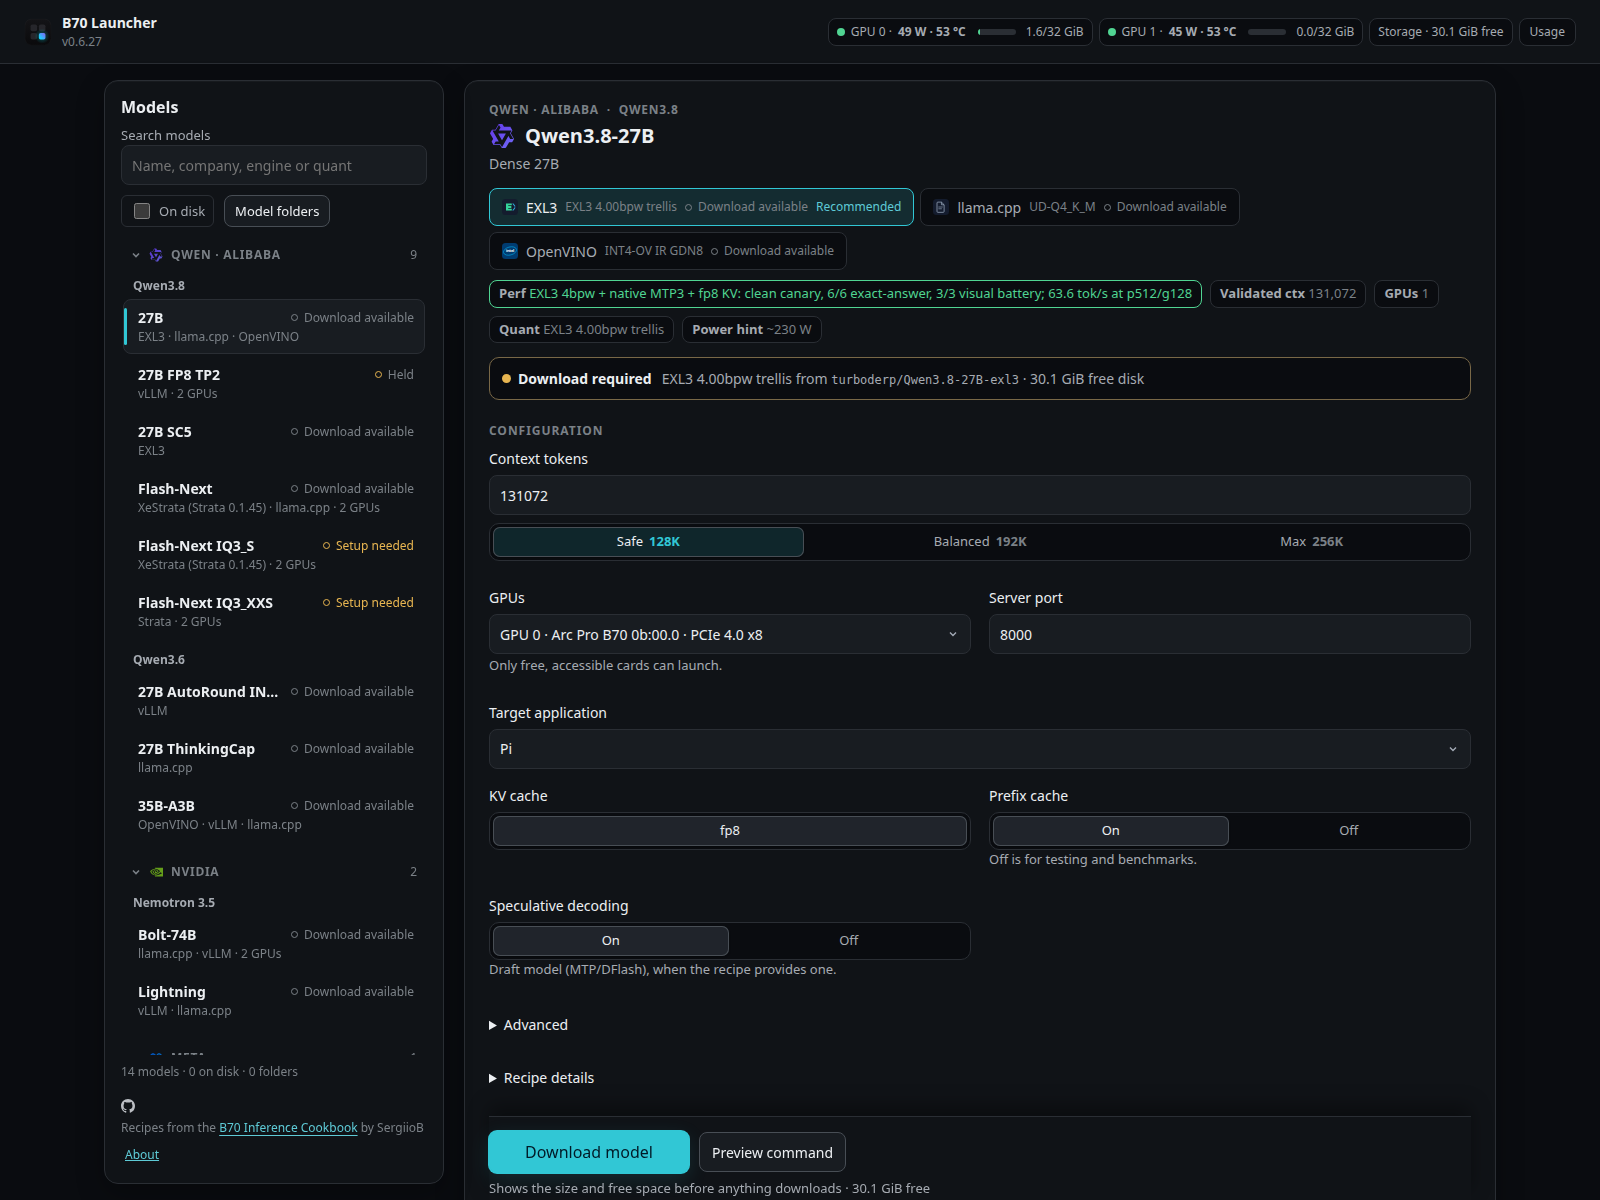 B70 Launcher
v0.6.27
GPU 0 · 49 W · 53 °C 1.6/32 GiB
GPU 1 · 45 W · 53 °C 0.0/32 GiB
Storage · 30.1 GiB free
Usage
Models
Search models
Name, company, engine or quant
On disk
Model folders
QWEN · ALIBABA 9
Qwen3.8
27B Download available
EXL3 · llama.cpp · OpenVINO
27B FP8 TP2 Held
vLLM · 2 GPUs
27B SC5 Download available
EXL3
Flash-Next Download available
XeStrata (Strata 0.1.45) · llama.cpp · 2 GPUs
Flash-Next IQ3_S Setup needed
XeStrata (Strata 0.1.45) · 2 GPUs
Flash-Next IQ3_XXS Setup needed
Strata · 2 GPUs
Qwen3.6
27B AutoRound IN... Download available
vLLM
27B ThinkingCap Download available
llama.cpp
35B-A3B Download available
OpenVINO · vLLM · llama.cpp
NVIDIA 2
Nemotron 3.5
Bolt-74B Download available
llama.cpp · vLLM · 2 GPUs
Lightning Download available
vLLM · llama.cpp
14 models · 0 on disk · 0 folders
Recipes from the B70 Inference Cookbook by SergiioB
About
QWEN · ALIBABA · QWEN3.8
Qwen3.8-27B
Dense 27B
EXL3 EXL3 4.00bpw trellis Download available Recommended
llama.cpp UD-Q4_K_M Download available
OpenVINO INT4-OV IR GDN8 Download available
Perf EXL3 4bpw + native MTP3 + fp8 KV: clean canary, 6/6 exact-answer, 3/3 visual battery; 63.6 tok/s at p512/g128
Validated ctx 131,072
GPUs 1
Quant EXL3 4.00bpw trellis
Power hint ~230 W
Download required EXL3 4.00bpw trellis from turboderp/Qwen3.8-27B-exl3 · 30.1 GiB free disk
CONFIGURATION
Context tokens
131072
Safe 128K
Balanced 192K
Max 256K
GPUs
GPU 0 · Arc Pro B70 0b:00.0 · PCIe 4.0 x8
Only free, accessible cards can launch.
Server port
8000
Target application
Pi
KV cache
fp8
Prefix cache
On Off
Off is for testing and benchmarks.
Speculative decoding
On Off
Draft model (MTP/DFlash), when the recipe provides one.
Advanced
Recipe details
Download model
Preview command
Shows the size and free space before anything downloads · 30.1 GiB free